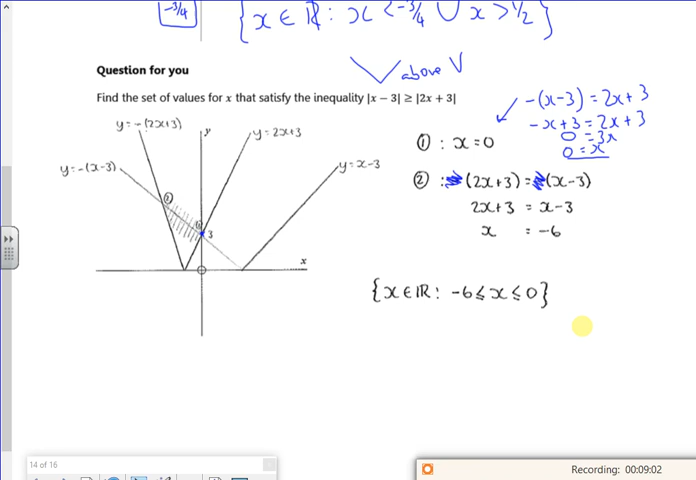 -3/4
{x ∈ ℝ : x < -3/4 ∪ x > 1/2}
Question for you
above V
Find the set of values for x that satisfy the inequality |x − 3| ≥ |2x + 3|
-(x-3) = 2x+3
-x+3 = 2x+3
0 = 3x
0 = x
y = -(2x+3)
y
y = 2x+3
① : x = 0
y = -(x-3)
y = x-3
② : (2x+3) = (x-3)
2x+3 = x-3
x = -6
②
①
3
x
{x ∈ ℝ : -6 ≤ x ≤ 0}
14 of 16
Recording: 00:09:02